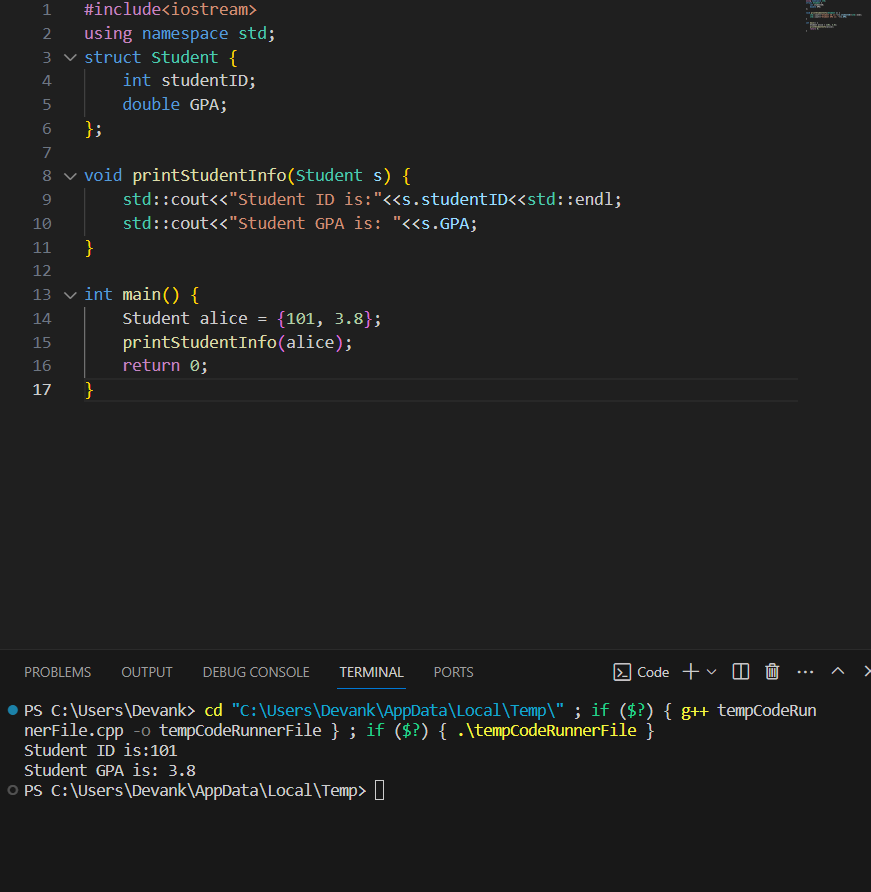 1 #include<iostream>
2 using namespace std;
3 struct Student {
4 int studentID;
5 double GPA;
6 };
7
8 void printStudentInfo(Student s) {
9 std::cout<<"Student ID is:"<<s.studentID<<std::endl;
10 std::cout<<"Student GPA is: "<<s.GPA;
11 }
12
13 int main() {
14 Student alice = {101, 3.8};
15 printStudentInfo(alice);
16 return 0;
17 }
PROBLEMS OUTPUT DEBUG CONSOLE TERMINAL PORTS Code
PS C:\Users\Devank> cd "C:\Users\Devank\AppData\Local\Temp\" ; if ($?) { g++ tempCodeRun
nerFile.cpp -o tempCodeRunnerFile } ; if ($?) { .\tempCodeRunnerFile }
Student ID is:101
Student GPA is: 3.8
PS C:\Users\Devank\AppData\Local\Temp>